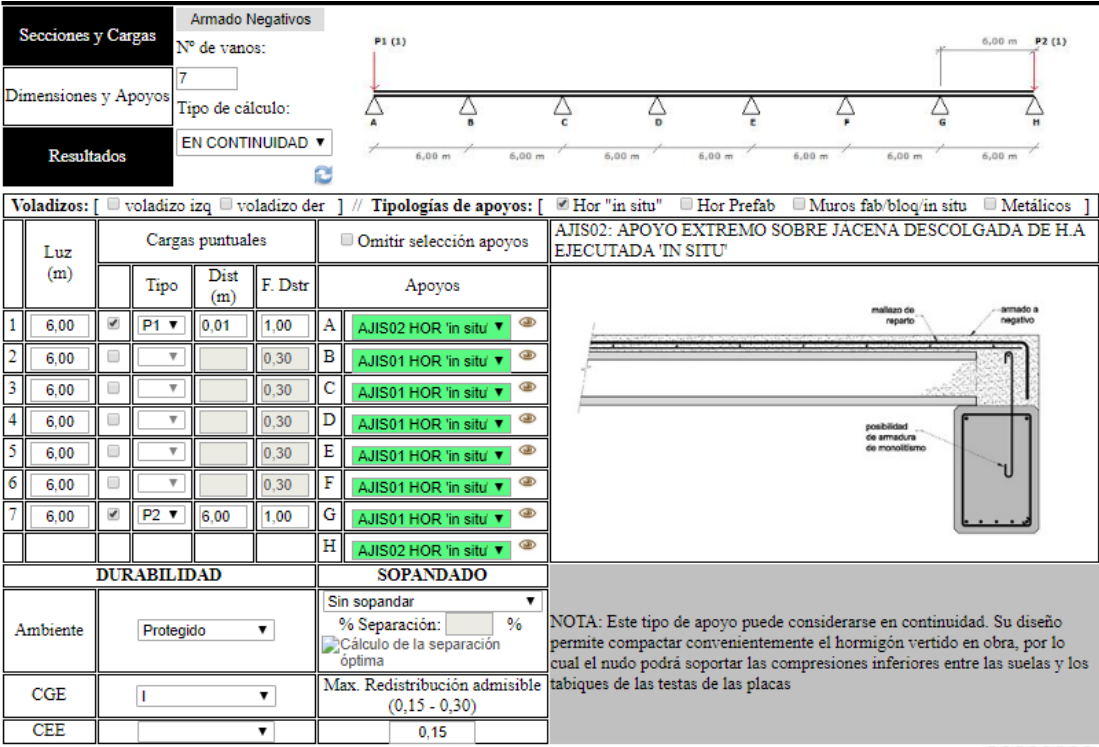 Secciones y Cargas
Dimensiones y Apoyos
Resultados
Armado Negativos
Nº de vanos:
7
Tipo de cálculo:
EN CONTINUIDAD
P1 (1)
6,00 m
P2 (1)
A B C D E F G H
6,00 m 6,00 m 6,00 m 6,00 m 6,00 m 6,00 m 6,00 m
Voladizos: [ voladizo izq voladizo der ] // Tipologías de apoyos: [ Hor "in situ" Hor Prefab Muros fab/bloq/in situ Metálicos ]
Luz (m)
Cargas puntuales
Omitir selección apoyos
Tipo
Dist (m)
F. Dstr
Apoyos
1 6,00 P1 0,01 1,00 A AJIS02 HOR 'in situ'
2 6,00 0,30 B AJIS01 HOR 'in situ'
3 6,00 0,30 C AJIS01 HOR 'in situ'
4 6,00 0,30 D AJIS01 HOR 'in situ'
5 6,00 0,30 E AJIS01 HOR 'in situ'
6 6,00 0,30 F AJIS01 HOR 'in situ'
7 6,00 P2 6,00 1,00 G AJIS01 HOR 'in situ'
H AJIS02 HOR 'in situ'
AJIS02: APOYO EXTREMO SOBRE JÁCENA DESCOLGADA DE H.A
EJECUTADA 'IN SITU'
mallazo de
reparto
armado a
negativo
posibilidad
de armadura
de monolitismo
DURABILIDAD
SOPANDADO
Ambiente
Protegido
Sin sopandar
% Separación: %
Cálculo de la separación
óptima
CGE
I
Max. Redistribución admisible
(0,15 - 0,30)
CEE
0,15
NOTA: Este tipo de apoyo puede considerarse en continuidad. Su diseño
permite compactar convenientemente el hormigón vertido en obra, por lo
cual el nudo podrá soportar las compresiones inferiores entre las suelas y los
tabiques de las testas de las placas